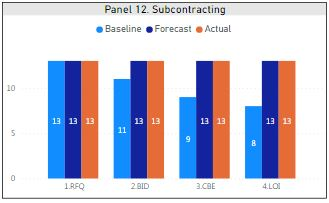 Panel 12. Subcontracting
Baseline Forecast Actual
10
5
0
13 13 13
11 13 13
9 13 13
8 13 13
1.RFQ 2.BID 3.CBE 4.LOI